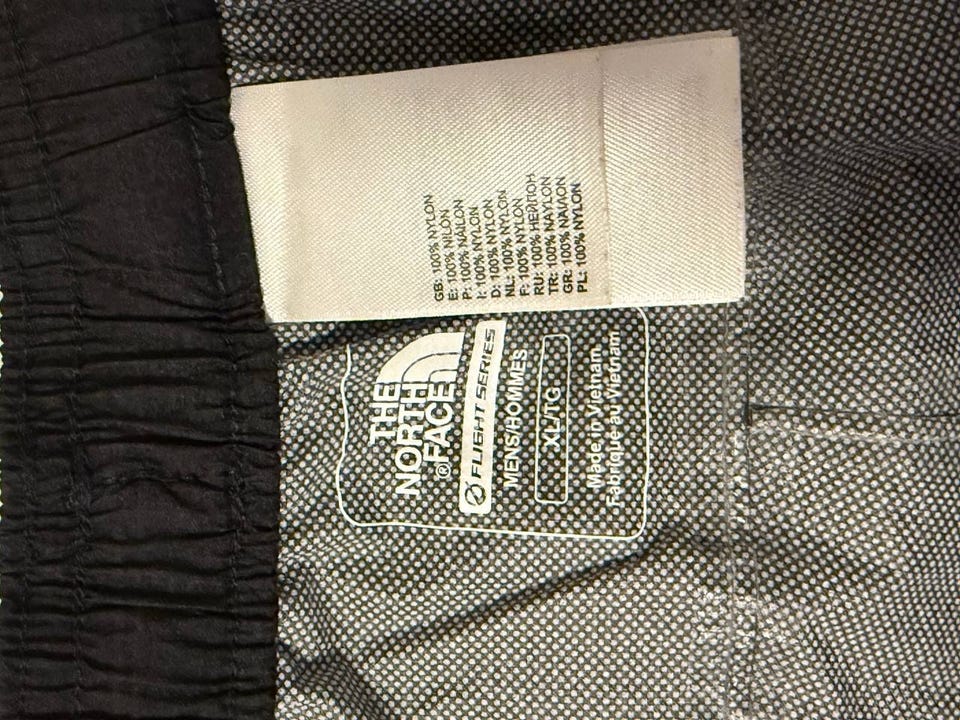 GB: 100% NYLON
E: 100% NILON
P: 100% NAILON
I: 100% NYLON
D: 100% NYLON
NL: 100% NYLON
F: 100% NYLON
RU: 100% НЕЙЛОН
TR: 100% NAYLON
GR: 100% ΝΑΙΛΟΝ
PL: 100% NYLON
THE
NORTH
®FACE
FLIGHT SERIES
MENS/HOMMES
XL/TG
Made in Vietnam
Fabriqué au Vietnam